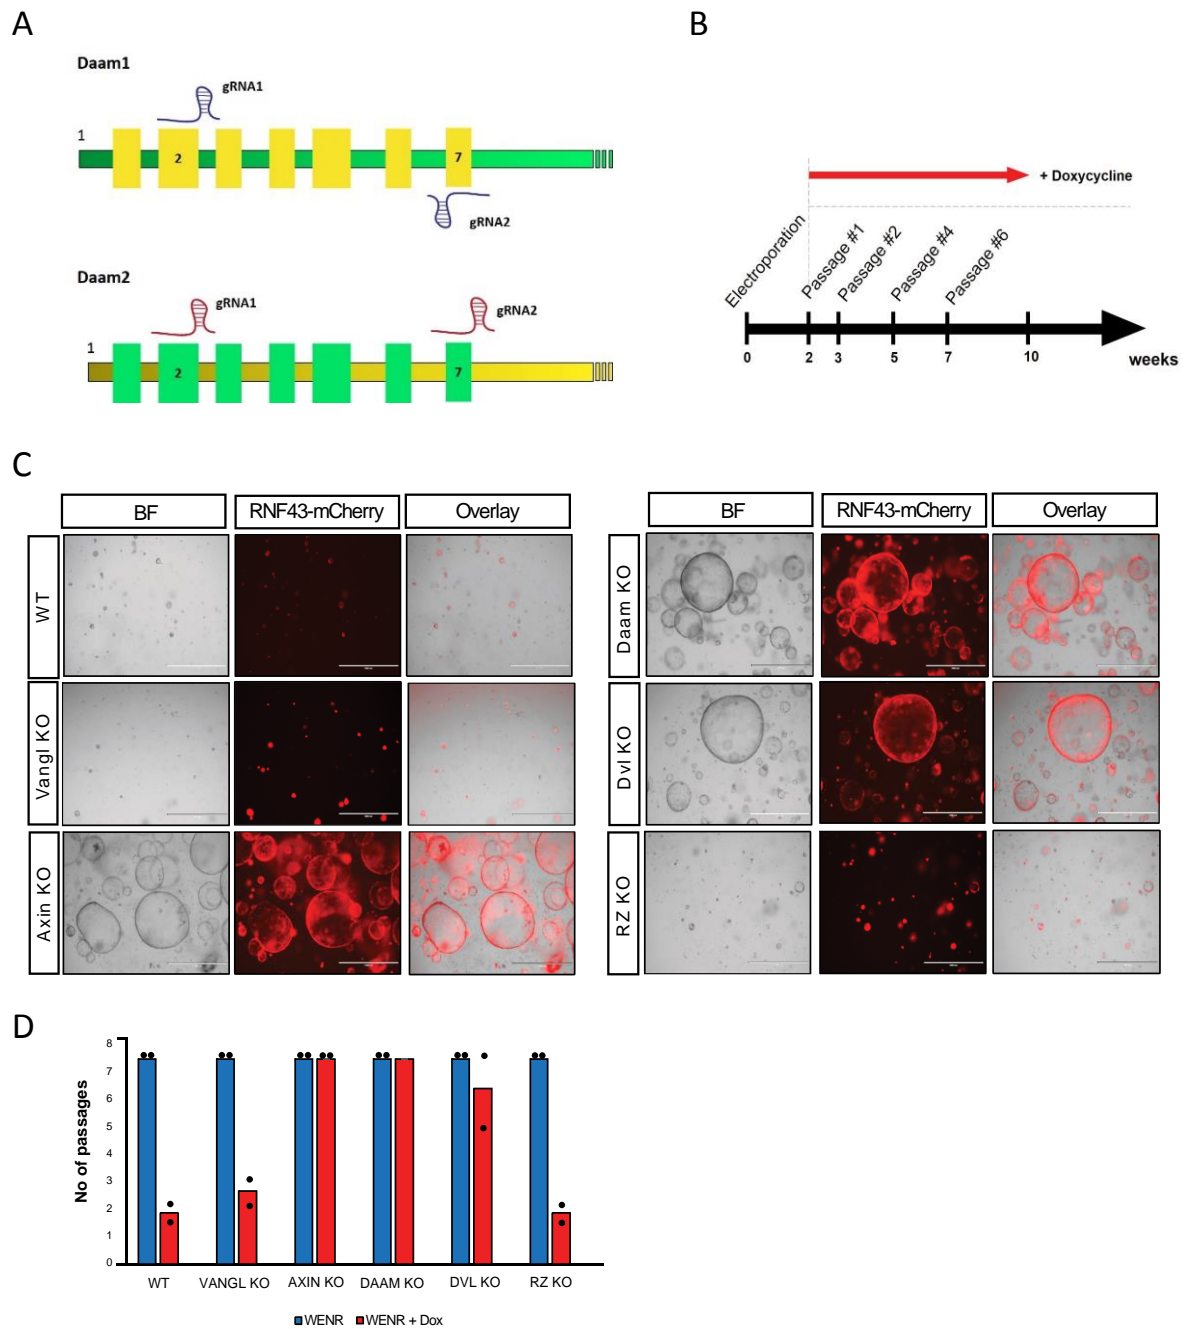 A
Daam1
gRNA1
1
2
7
gRNA2
Daam2
gRNA1
gRNA2
1
2
7
B
+ Doxycycline
Electroporation
Passage #1
Passage #2
Passage #4
Passage #6
0 2 3 5 7 10
weeks
C
BF RNF43-mCherry Overlay
WT
Vangl KO
Axin KO
BF RNF43-mCherry Overlay
Daam KO
Dvl KO
RZ KO
D
No of passages
8
7
6
5
4
3
2
1
0
WT VANGL KO AXIN KO DAAM KO DVL KO RZ KO
WENR WENR + Dox